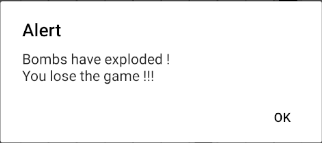 Alert
Bombs have exploded !
You lose the game !!!
OK